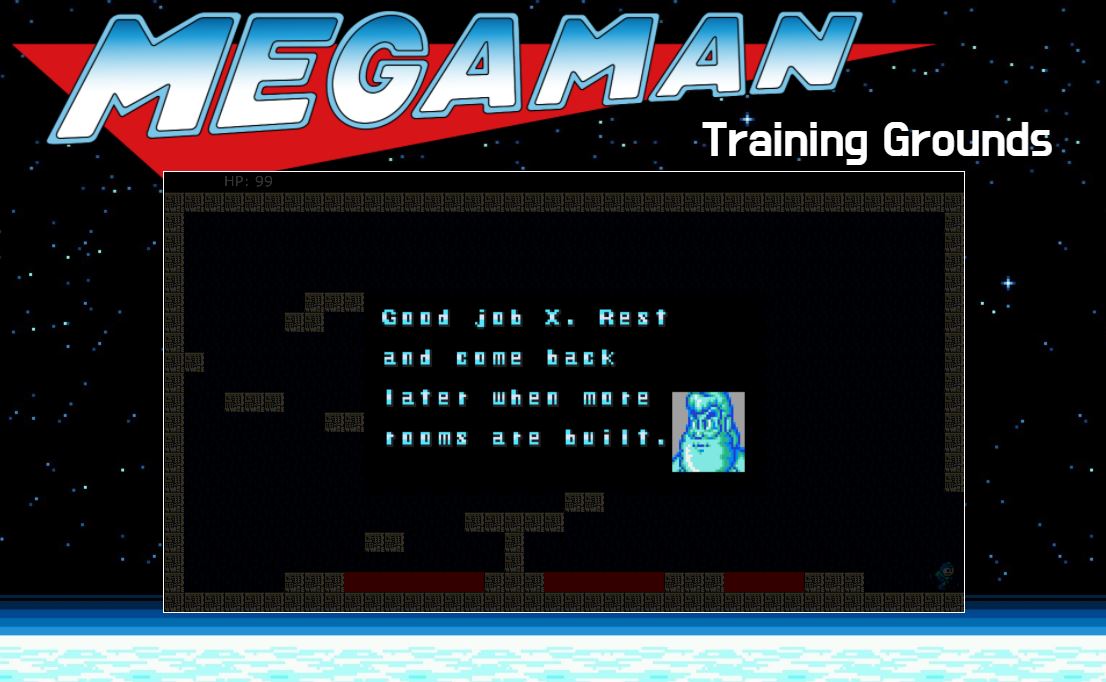 MEGAMAN
Training Grounds
HP: 99
Good job X. Rest
and come back
later when more
rooms are built.